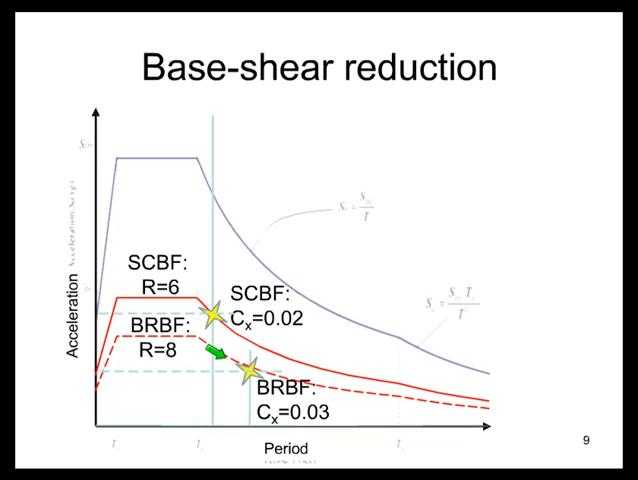 Base-shear reduction
SCBF:
R=6
SCBF:
Cx=0.02
BRBF:
R=8
BRBF:
Cx=0.03
Acceleration
Period
9